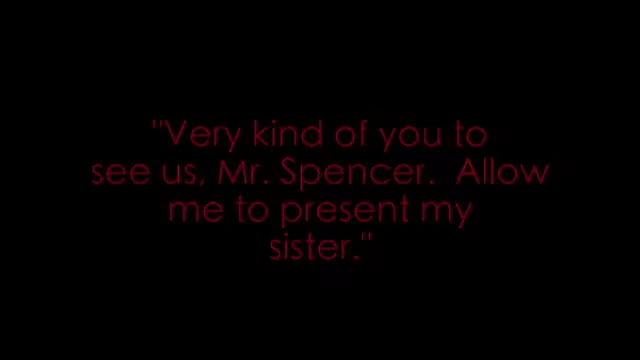 "Very kind of you to
see us, Mr. Spencer.  Allow
me to present my
sister."